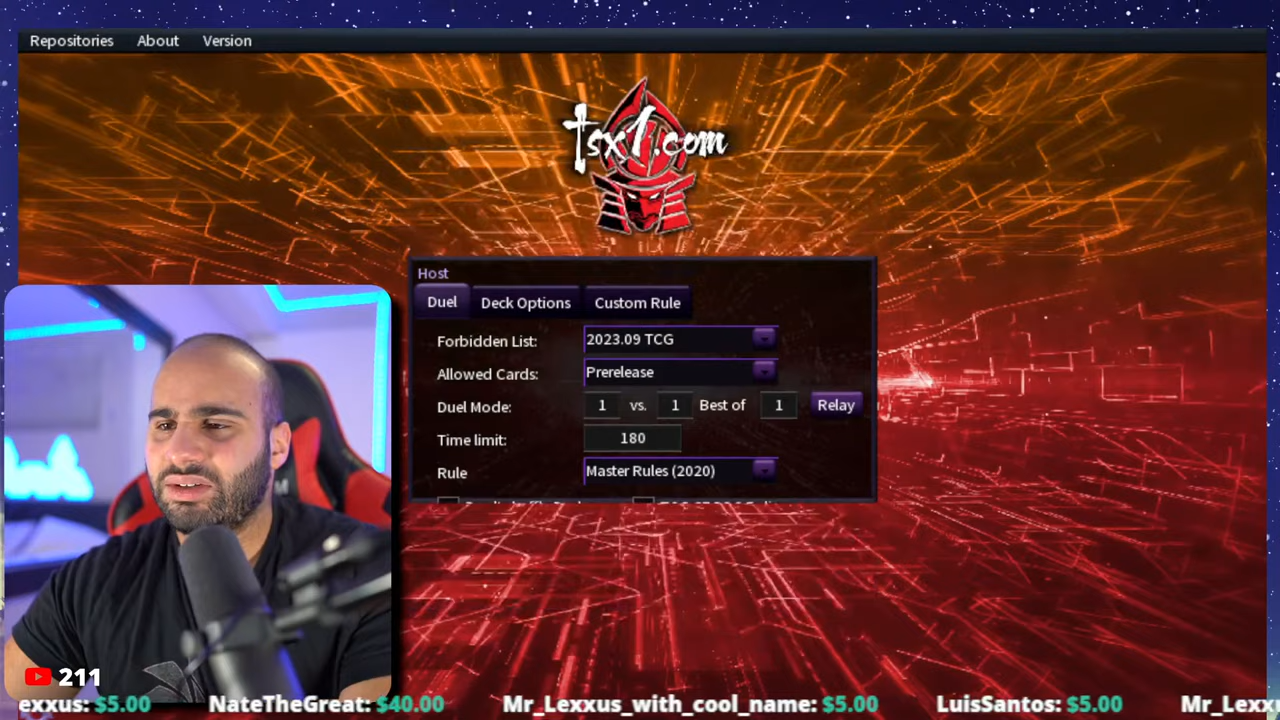 Repositories About Version
tsx1.com
Host
Duel Deck Options Custom Rule
Forbidden List: 2023.09 TCG
Allowed Cards: Prerelease
Duel Mode: 1 vs. 1 Best of 1 Relay
Time limit: 180
Rule Master Rules (2020)
211
exxus: $5.00 NateTheGreat: $40.00 Mr_Lexxus_with_cool_name: $5.00 LuisSantos: $5.00 Mr_Lexx